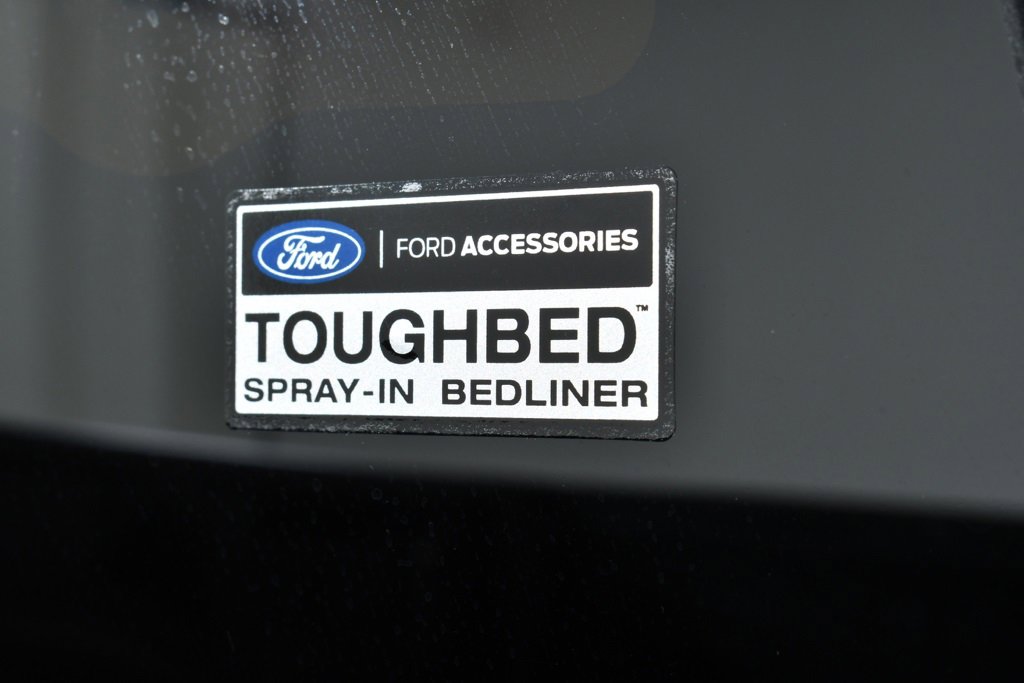 Ford | FORD ACCESSORIES
TOUGHBED™
SPRAY-IN BEDLINER